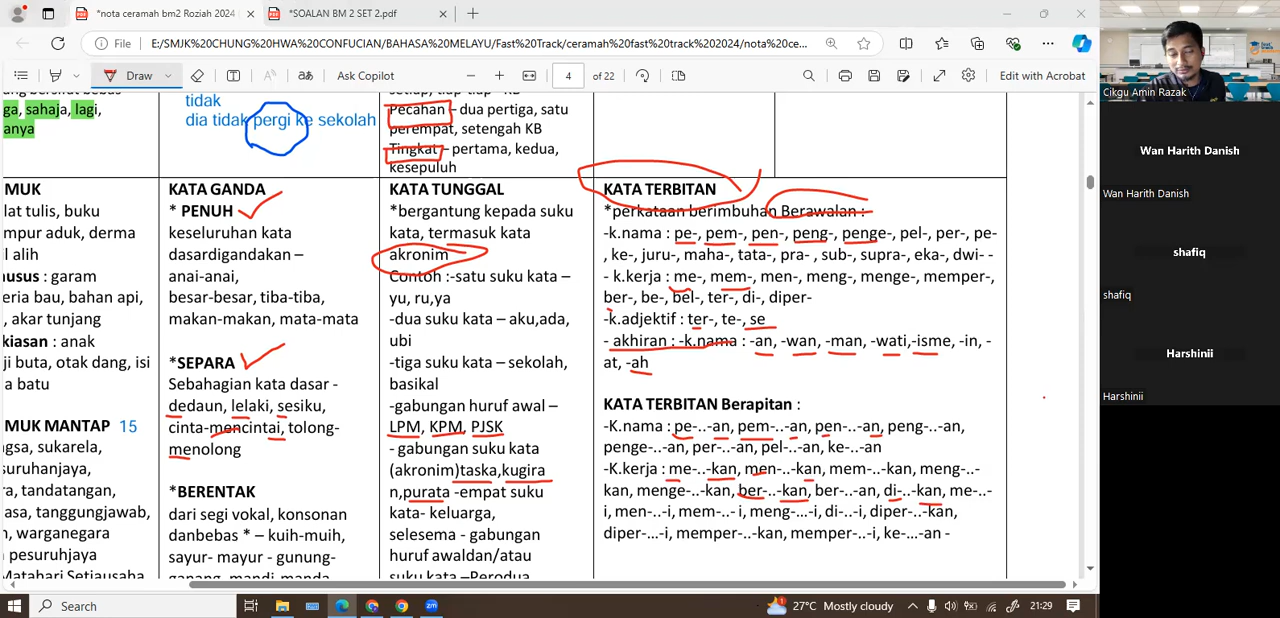 *nota ceramah bm2 Roziah 2024
*SOALAN BM 2 SET 2.pdf
File
E:/SMJK%20CHUNG%20HWA%20CONFUCIAN/BAHASA%20MELAYU/Fast%20Track/ceramah%20fast%20track%202024/nota%20ce...
Draw
Ask Copilot
4
of 22
Edit with Acrobat
ga, sahaja, lagi,
anya
tidak
dia tidak pergi ke sekolah
Pecahan – dua pertiga, satu
perempat, setengah KB
Tingkat – pertama, kedua,
kesepuluh
MUK
lat tulis, buku
mpur aduk, derma
l alih
usus : garam
eria bau, bahan api,
, akar tunjang
kiasan : anak
ji buta, otak dang, isi
a batu
MUK MANTAP 15
ngsa, sukarela,
suruhanjaya,
ra, tandatangan,
asa, tanggungjawab,
n, warganegara
pesuruhjaya
Matahari Setiausaha
KATA GANDA
* PENUH
keseluruhan kata
dasardigandakan –
anai-anai,
besar-besar, tiba-tiba,
makan-makan, mata-mata
*SEPARA
Sebahagian kata dasar -
dedaun, lelaki, sesiku,
cinta-mencintai, tolong-
menolong
*BERENTAK
dari segi vokal, konsonan
danbebas * – kuih-muih,
sayur- mayur - gunung-
ganang, mandi-manda
KATA TUNGGAL
*bergantung kepada suku
kata, termasuk kata
akronim
Contoh :-satu suku kata –
yu, ru,ya
-dua suku kata – aku,ada,
ubi
-tiga suku kata – sekolah,
basikal
-gabungan huruf awal –
LPM, KPM, PJSK
- gabungan suku kata
(akronim)taska,kugira
n,purata -empat suku
kata- keluarga,
selesema - gabungan
huruf awaldan/atau
suku kata –Perodua
KATA TERBITAN
*perkataan berimbuhan Berawalan :
-k.nama : pe-, pem-, pen-, peng-, penge-, pel-, per-, pe-
, ke-, juru-, maha-, tata-, pra- , sub-, supra-, eka-, dwi- -
- k.kerja : me-, mem-, men-, meng-, menge-, memper-,
ber-, be-, bel-, ter-, di-, diper-
-k.adjektif : ter-, te-, se
- akhiran : -k.nama : -an, -wan, -man, -wati,-isme, -in, -
at, -ah
KATA TERBITAN Berapitan :
-K.nama : pe-..-an, pem-..-an, pen-..-an, peng-..-an,
penge-..-an, per-..-an, pel-..-an, ke-..-an
-K.kerja : me-..-kan, men-..-kan, mem-..-kan, meng-..-
kan, menge-..-kan, ber-..-kan, ber-..-an, di-..-kan, me-..-
i, men-..-i, mem-..- i, meng-...-i, di-..-i, diper-..-kan,
diper-...-i, memper-..-kan, memper-..-i, ke-...-an -
Cikgu Amin Razak
Wan Harith Danish
Wan Harith Danish
shafiq
shafiq
Harshinii
Harshinii
Search
27°C Mostly cloudy
21:29